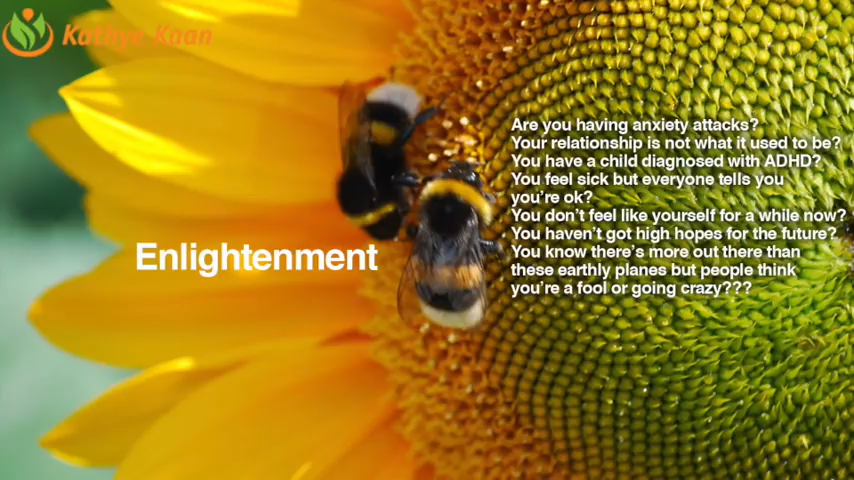 Kathye Kaan
Enlightenment
Are you having anxiety attacks?
Your relationship is not what it used to be?
You have a child diagnosed with ADHD?
You feel sick but everyone tells you
you're ok?
You don't feel like yourself for a while now?
You haven't got high hopes for the future?
You know there's more out there than
these earthly planes but people think
you're a fool or going crazy???